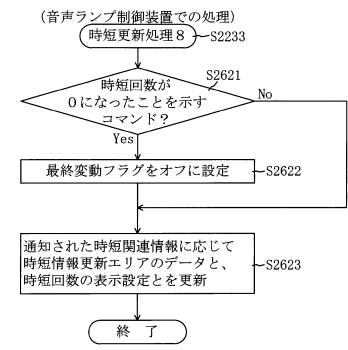 （音声ランプ制御装置での処理）
時短更新処理８
S2233
S2621
時短回数が
０になったことを示す
コマンド？
No
Yes
最終変動フラグをオフに設定
S2622
通知された時短関連情報に応じて
時短情報更新エリアのデータと、
時短回数の表示設定とを更新
S2623
終 了